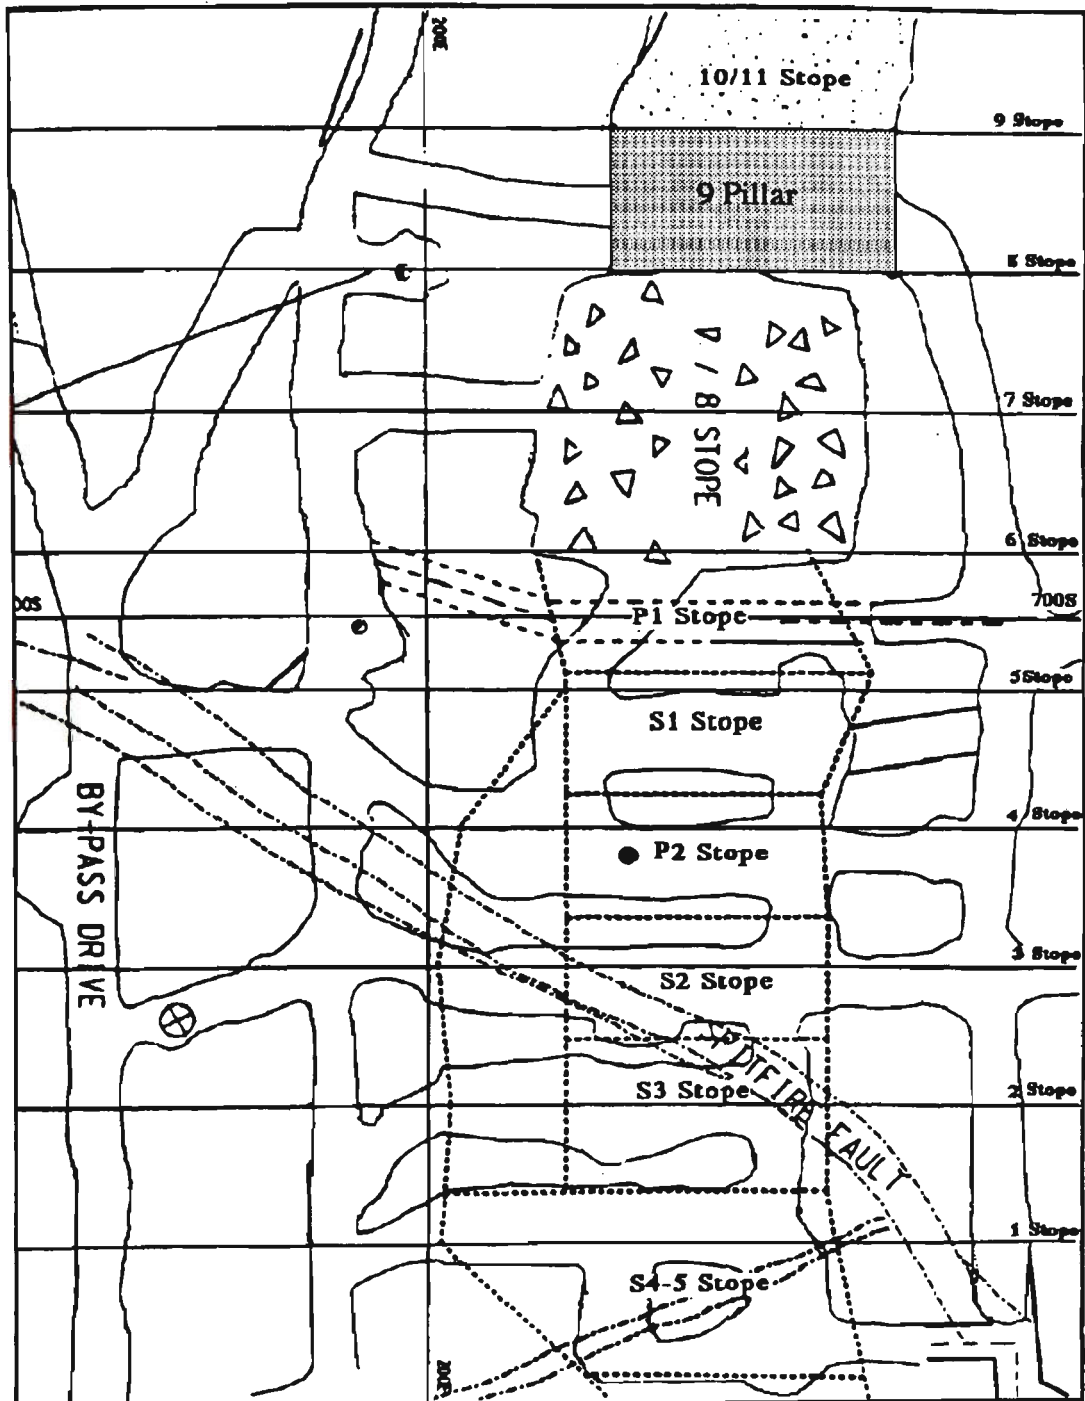 200E
10/11 Stope
9 Stope
9 Pillar
8 Stope
7 Stope
/ 8 STOPE
6 Stope
00S
700S
P1 Stope
5 Stope
S1 Stope
4 Stope
P2 Stope
BY-PASS DRIVE
3 Stope
S2 Stope
S3 Stope
2 Stope
FAULT
1 Stope
S4-5 Stope